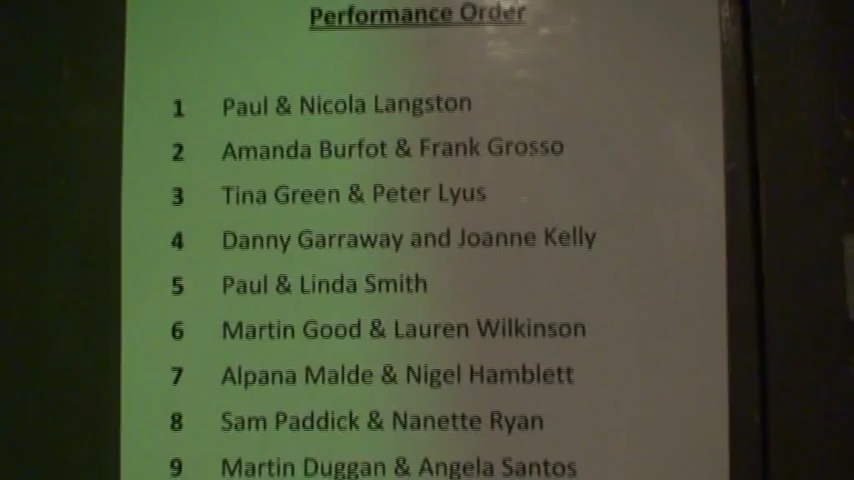 Performance Order
1 Paul & Nicola Langston
2 Amanda Burfot & Frank Grosso
3 Tina Green & Peter Lyus
4 Danny Garraway and Joanne Kelly
5 Paul & Linda Smith
6 Martin Good & Lauren Wilkinson
7 Alpana Malde & Nigel Hamblett
8 Sam Paddick & Nanette Ryan
9 Martin Duggan & Angela Santos